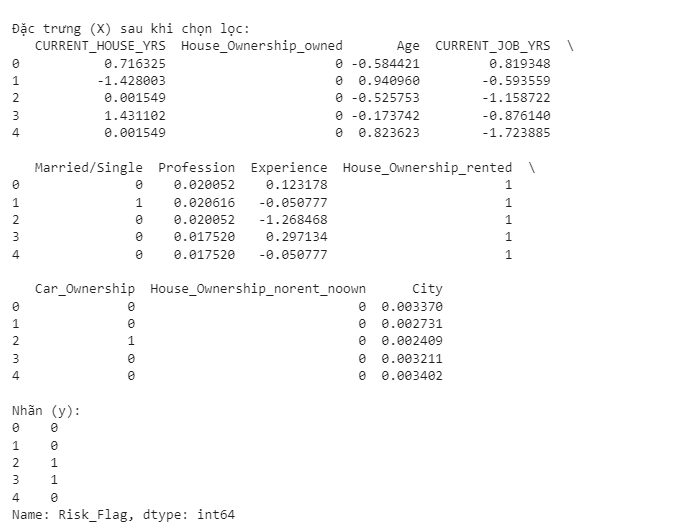 Đặc trưng (X) sau khi chọn lọc:
   CURRENT_HOUSE_YRS  House_Ownership_owned       Age  CURRENT_JOB_YRS  \
0           0.716325                      0 -0.584421         0.819348
1          -1.428003                      0  0.940960        -0.593559
2           0.001549                      0 -0.525753        -1.158722
3           1.431102                      0 -0.173742        -0.876140
4           0.001549                      0  0.823623        -1.723885

   Married/Single  Profession  Experience  House_Ownership_rented  \
0               0    0.020052    0.123178                       1
1               1    0.020616   -0.050777                       1
2               0    0.020052   -1.268468                       1
3               0    0.017520    0.297134                       1
4               0    0.017520   -0.050777                       1

   Car_Ownership  House_Ownership_norent_noown      City
0              0                             0  0.003370
1              0                             0  0.002731
2              1                             0  0.002409
3              0                             0  0.003211
4              0                             0  0.003402

Nhãn (y):
0    0
1    0
2    1
3    1
4    0
Name: Risk_Flag, dtype: int64